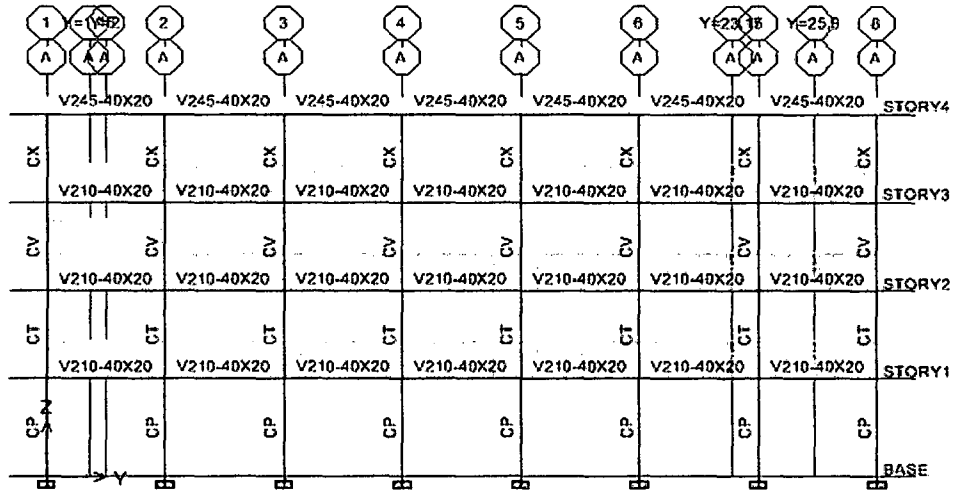 1 2 3 4 5 6 8
A A A A A A A A A A A
V245-40X20 V245-40X20 V245-40X20 V245-40X20 V245-40X20 V245-40X20 V245-40X20 STORY4
CX CX CX CX CX CX CX CX
V210-40X20 V210-40X20 V210-40X20 V210-40X20 V210-40X20 V210-40X20 V210-40X20 STORY3
CV CV CV CV CV CV CV CV
V210-40X20 V210-40X20 V210-40X20 V210-40X20 V210-40X20 V210-40X20 V210-40X20 STORY2
CT CT CT CT CT CT CT CT
V210-40X20 V210-40X20 V210-40X20 V210-40X20 V210-40X20 V210-40X20 V210-40X20 STORY1
Z
CP CP CP CP CP CP CP CP
Y BASE